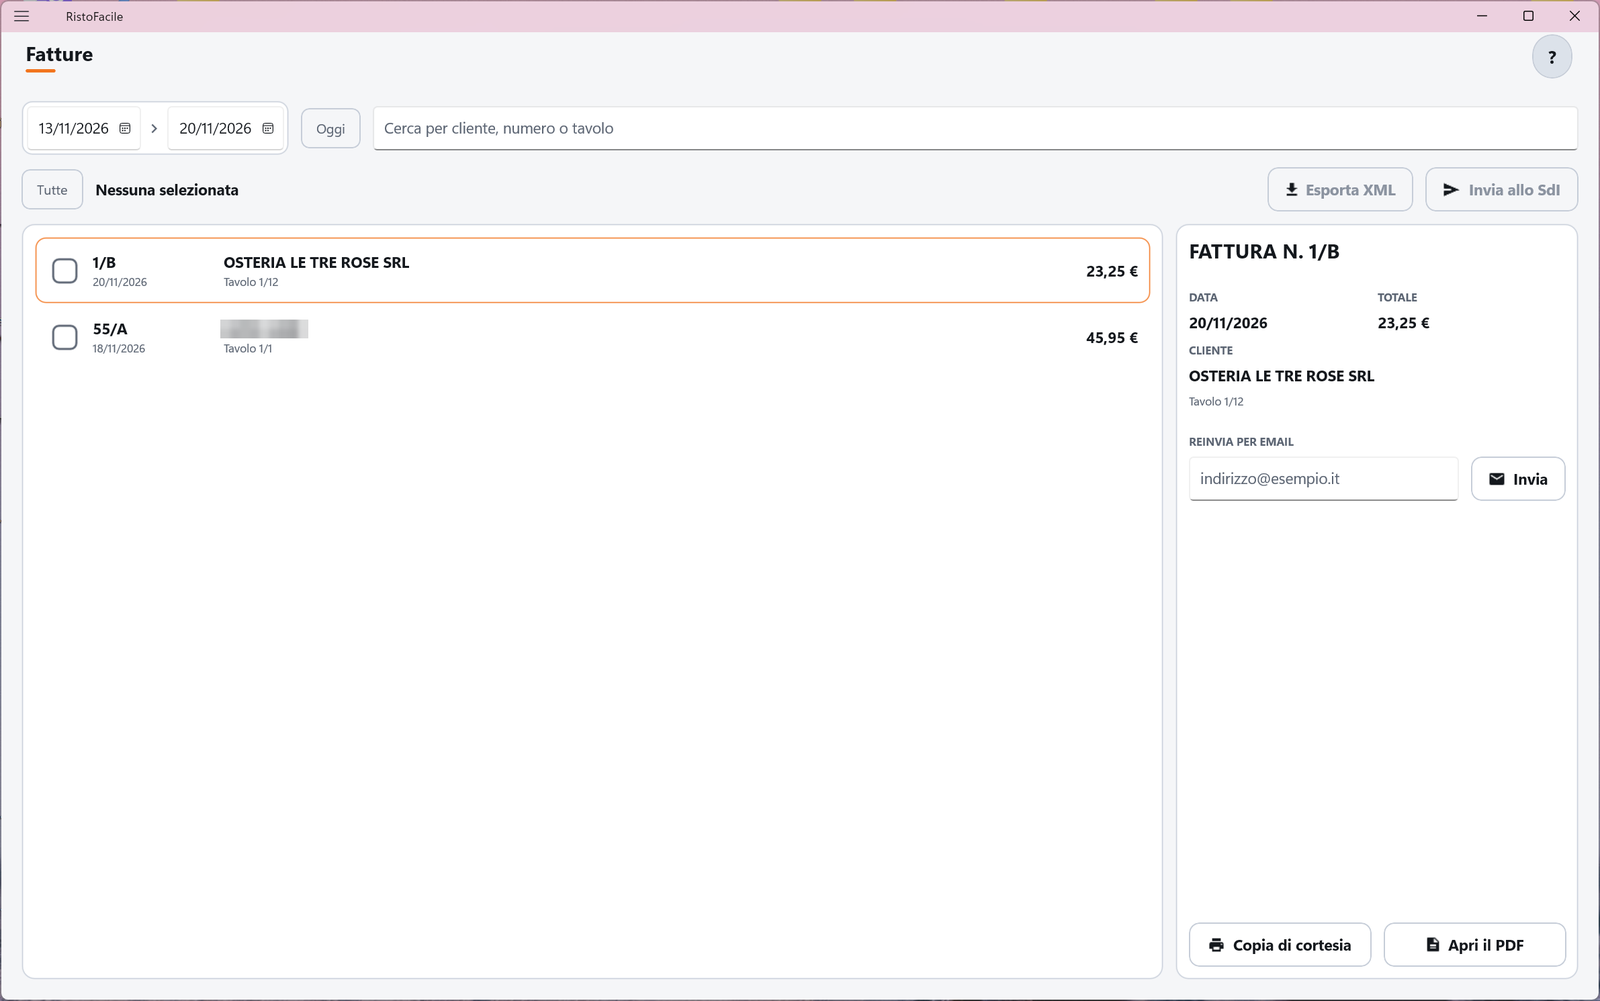 RistoFacile
Fatture
?
13/11/2026 > 20/11/2026 Oggi Cerca per cliente, numero o tavolo
Tutte Nessuna selezionata Esporta XML Invia allo SdI
1/B OSTERIA LE TRE ROSE SRL
20/11/2026 Tavolo 1/12
23,25 €
55/A
18/11/2026 Tavolo 1/1
45,95 €
FATTURA N. 1/B
DATA TOTALE
20/11/2026 23,25 €
CLIENTE
OSTERIA LE TRE ROSE SRL
Tavolo 1/12
REINVIA PER EMAIL
indirizzo@esempio.it Invia
Copia di cortesia Apri il PDF